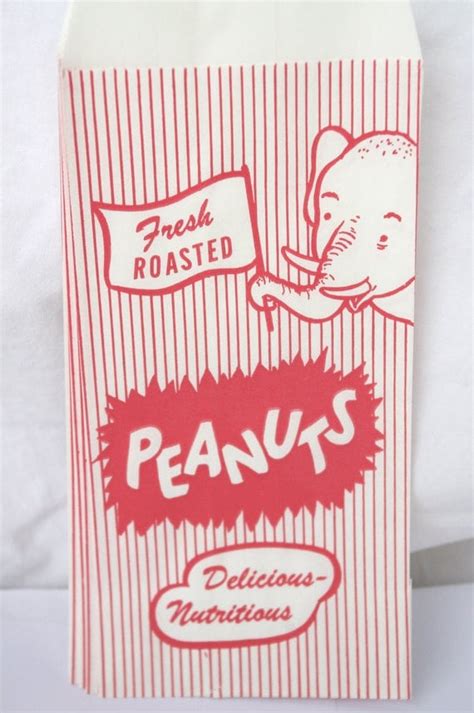 Fresh
ROASTED
PEANUTS
Delicious-
Nutritious